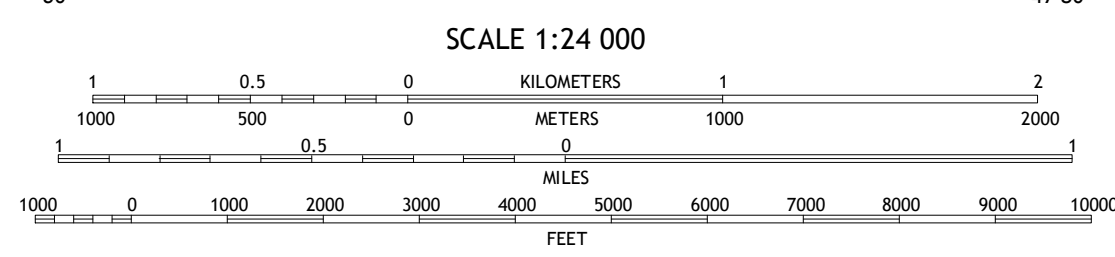 SCALE 1:24 000
1 0.5 0 KILOMETERS 1 2
1000 500 0 METERS 1000 2000
1 0.5 0 1
MILES
1000 0 1000 2000 3000 4000 5000 6000 7000 8000 9000 10000
FEET